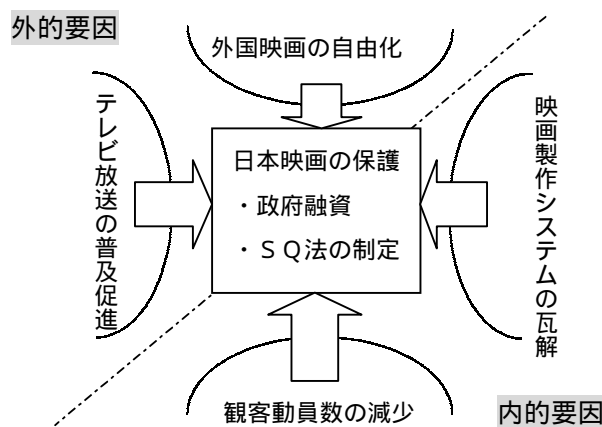 外的要因
外国映画の自由化
テレビ放送の普及促進
日本映画の保護
・政府融資
・ＳＱ法の制定
映画製作システムの瓦解
観客動員数の減少
内的要因